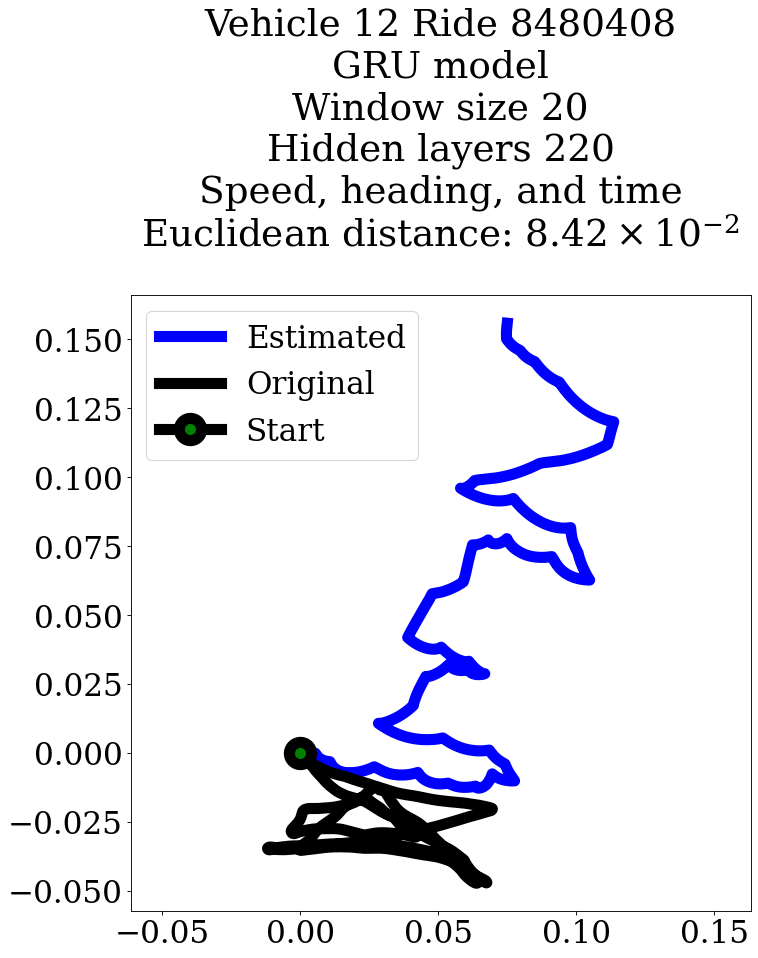 Vehicle 12 Ride 8480408
GRU model
Window size 20
Hidden layers 220
Speed, heading, and time
Euclidean distance: 8.42 × 10⁻²
Estimated
Original
Start
0.150
0.125
0.100
0.075
0.050
0.025
0.000
−0.025
−0.050
−0.05 0.00 0.05 0.10 0.15